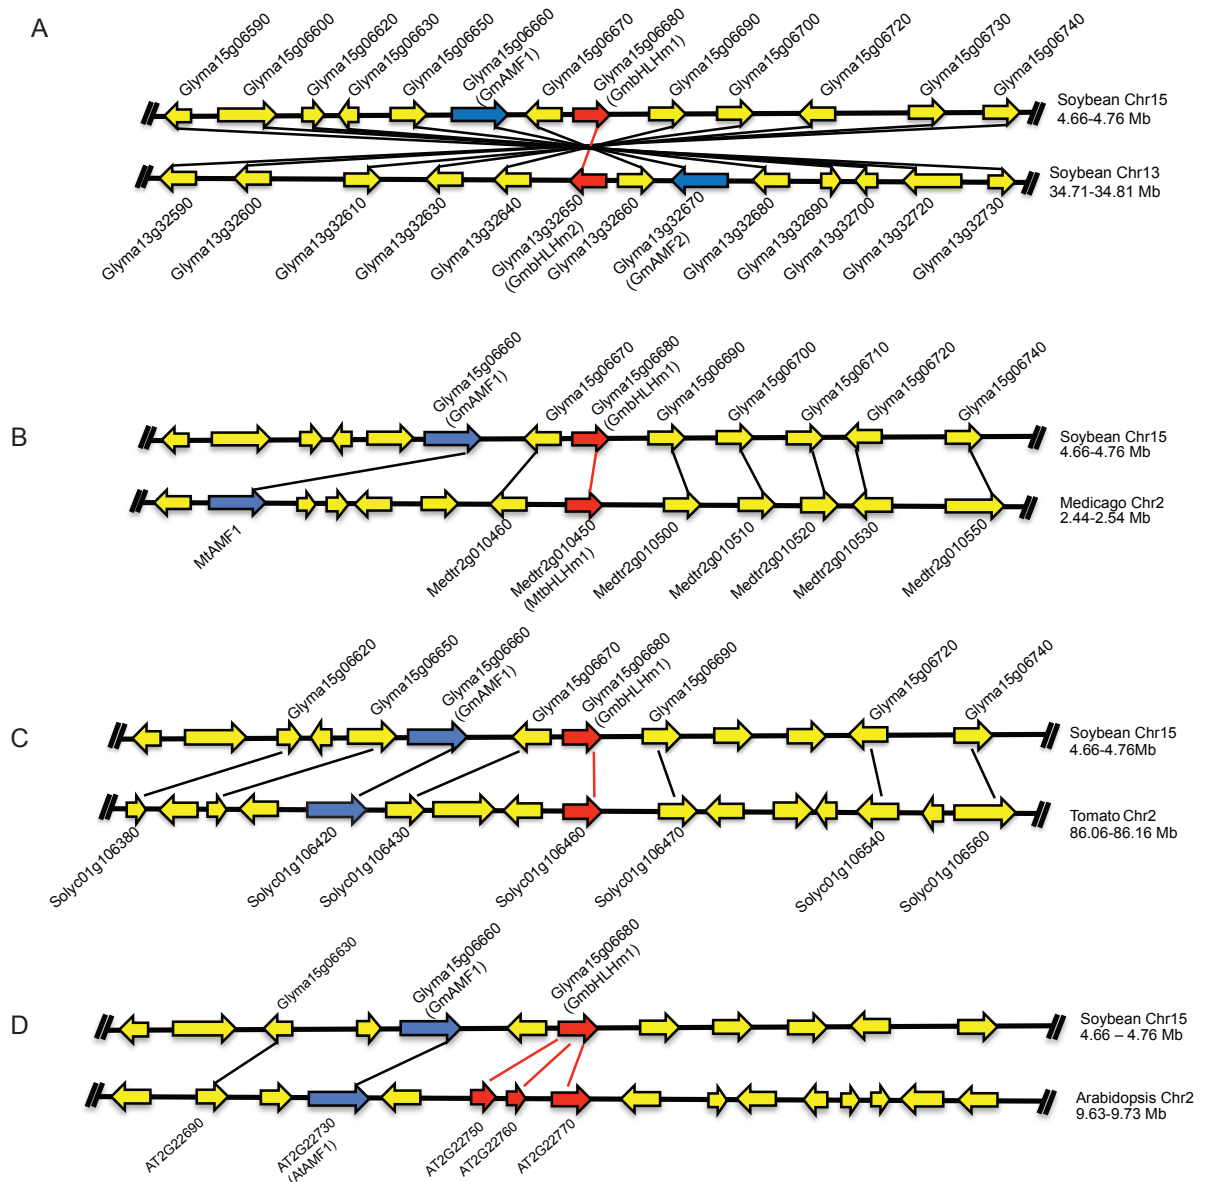 A
Glyma15g06590
Glyma15g06600
Glyma15g06620
Glyma15g06630
Glyma15g06650
Glyma15g06660
(GmAMF1)
Glyma15g06670
Glyma15g06680
(GmbHLHm1)
Glyma15g06690
Glyma15g06700
Glyma15g06720
Glyma15g06730
Glyma15g06740
Soybean Chr15
4.66-4.76 Mb
Soybean Chr13
34.71-34.81 Mb
Glyma13g32590
Glyma13g32600
Glyma13g32610
Glyma13g32630
Glyma13g32640
Glyma13g32650
(GmbHLHm2)
Glyma13g32660
Glyma13g32670
(GmAMF2)
Glyma13g32680
Glyma13g32690
Glyma13g32700
Glyma13g32720
Glyma13g32730
B
Glyma15g06660
(GmAMF1)
Glyma15g06670
Glyma15g06680
(GmbHLHm1)
Glyma15g06690
Glyma15g06700
Glyma15g06710
Glyma15g06720
Glyma15g06740
Soybean Chr15
4.66-4.76 Mb
Medicago Chr2
2.44-2.54 Mb
MtAMF1
Medtr2g010460
Medtr2g010450
(MtbHLHm1)
Medtr2g010500
Medtr2g010510
Medtr2g010520
Medtr2g010530
Medtr2g010550
C
Glyma15g06620
Glyma15g06650
Glyma15g06660
(GmAMF1)
Glyma15g06670
Glyma15g06680
(GmbHLHm1)
Glyma15g06690
Glyma15g06720
Glyma15g06740
Soybean Chr15
4.66-4.76Mb
Tomato Chr2
86.06-86.16 Mb
Solyc01g106380
Solyc01g106420
Solyc01g106430
Solyc01g106460
Solyc01g106470
Solyc01g106540
Solyc01g106560
D
Glyma15g06630
Glyma15g06660
(GmAMF1)
Glyma15g06680
(GmbHLHm1)
Soybean Chr15
4.66 – 4.76 Mb
Arabidopsis Chr2
9.63-9.73 Mb
AT2G22690
AT2G22730
(AtAMF1)
AT2G22750
AT2G22760
AT2G22770